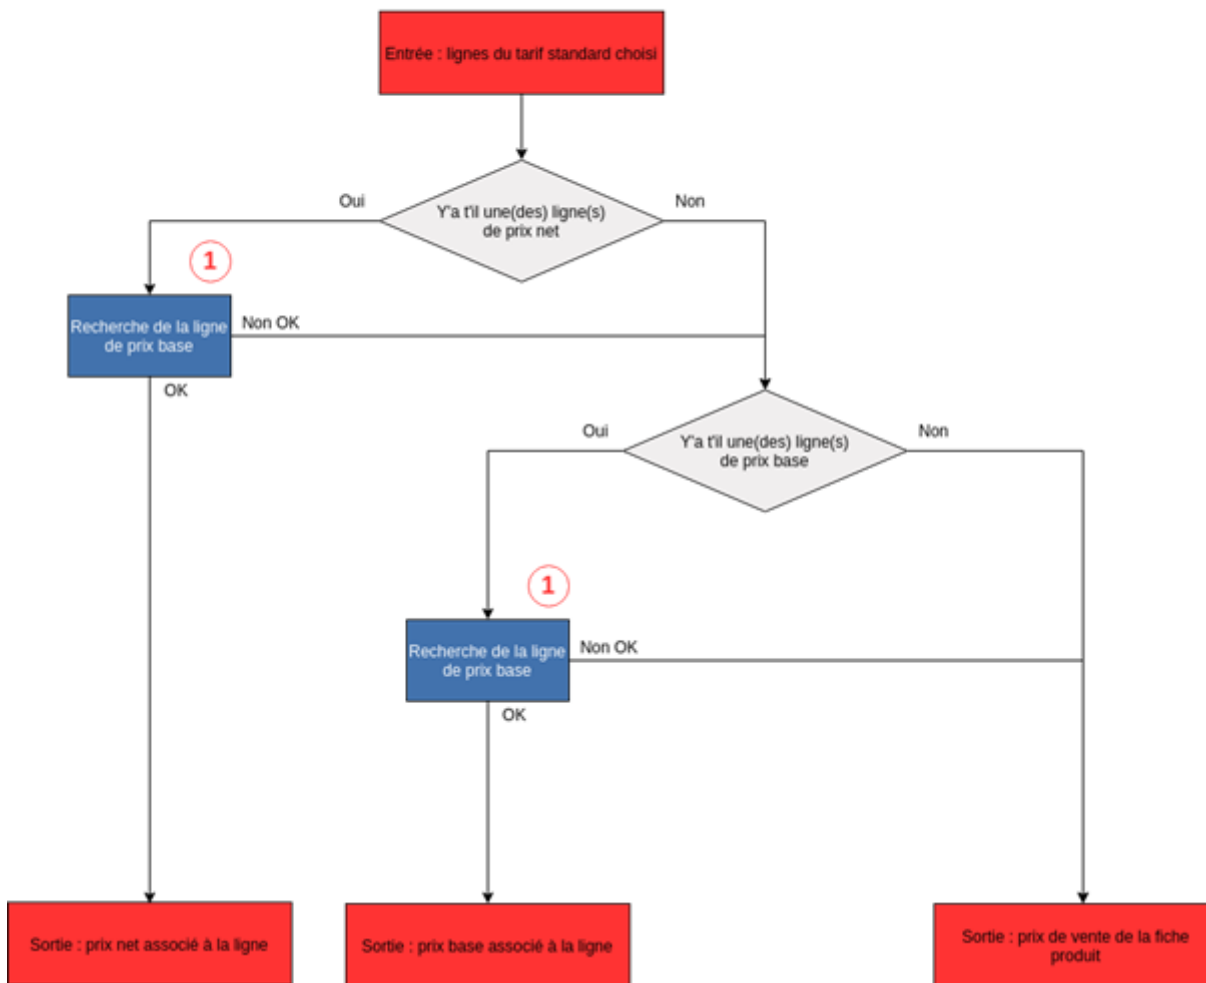 Entrée : lignes du tarif standard choisi
Oui
Y'a t'il une(des) ligne(s)
de prix net
Non
1
Recherche de la ligne
de prix base
Non OK
OK
Oui
Y'a t'il une(des) ligne(s)
de prix base
Non
1
Recherche de la ligne
de prix base
Non OK
OK
Sortie : prix net associé à la ligne
Sortie : prix base associé à la ligne
Sortie : prix de vente de la fiche
produit